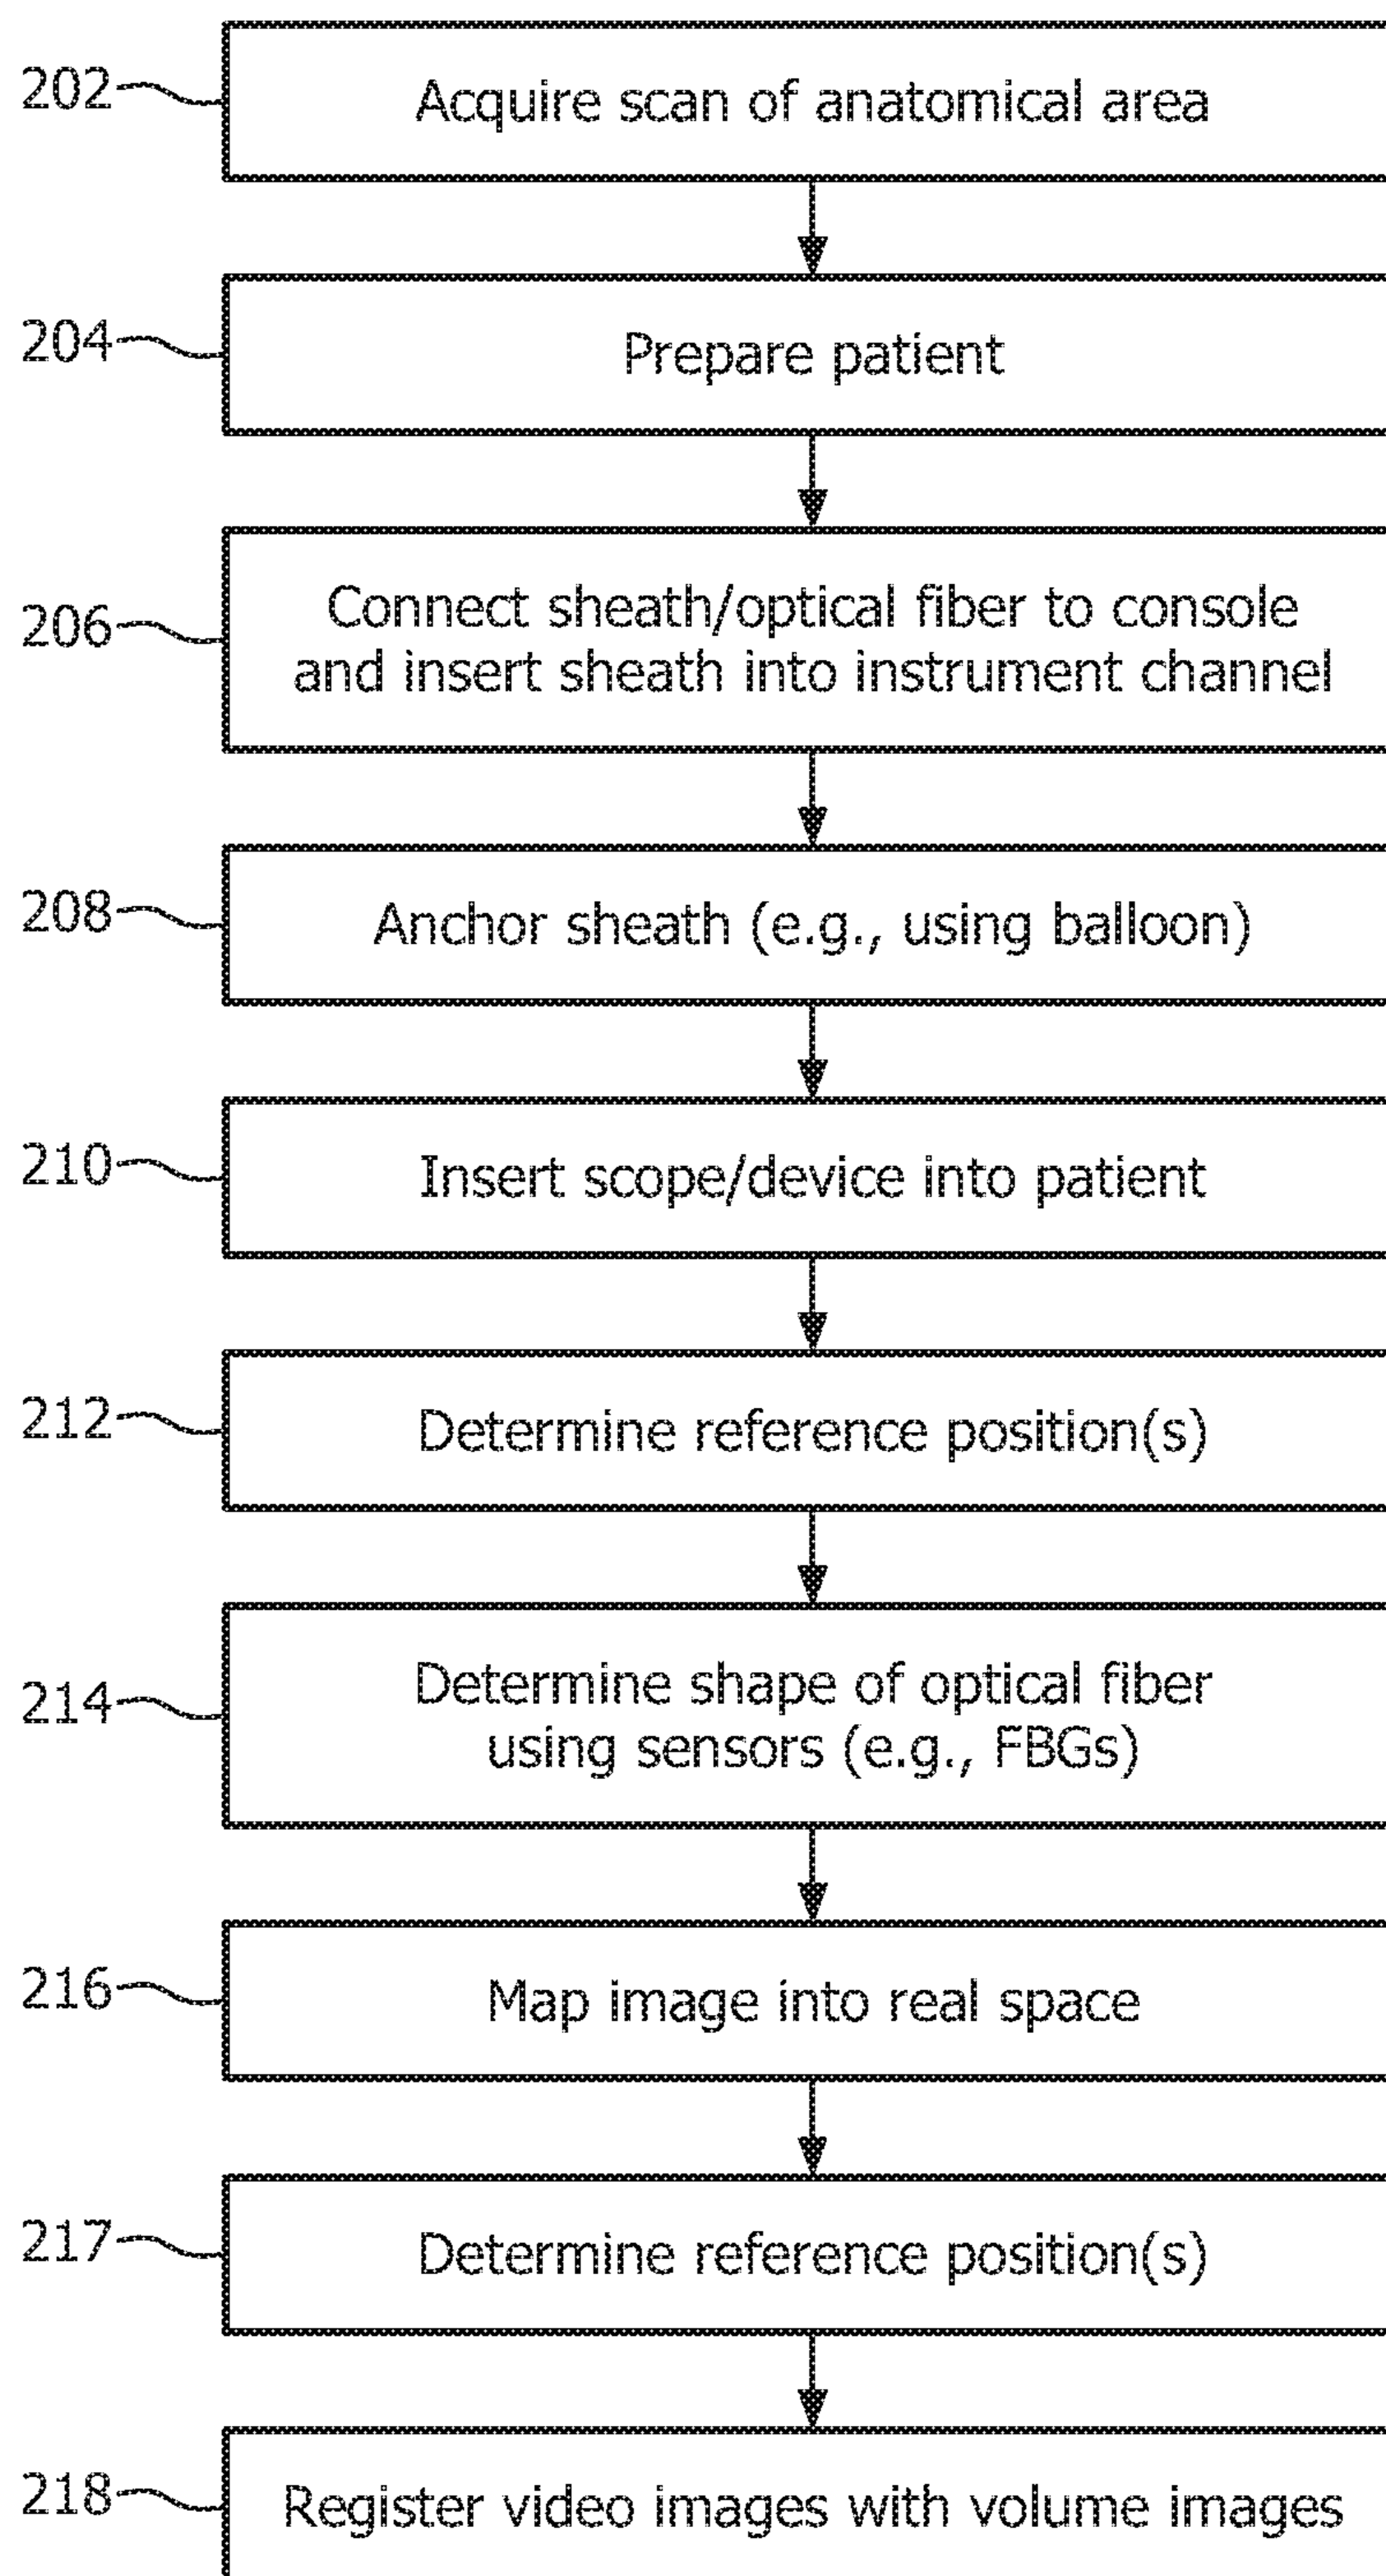 202
Acquire scan of anatomical area
204
Prepare patient
206
Connect sheath/optical fiber to console
and insert sheath into instrument channel
208
Anchor sheath (e.g., using balloon)
210
Insert scope/device into patient
212
Determine reference position(s)
214
Determine shape of optical fiber
using sensors (e.g., FBGs)
216
Map image into real space
217
Determine reference position(s)
218
Register video images with volume images